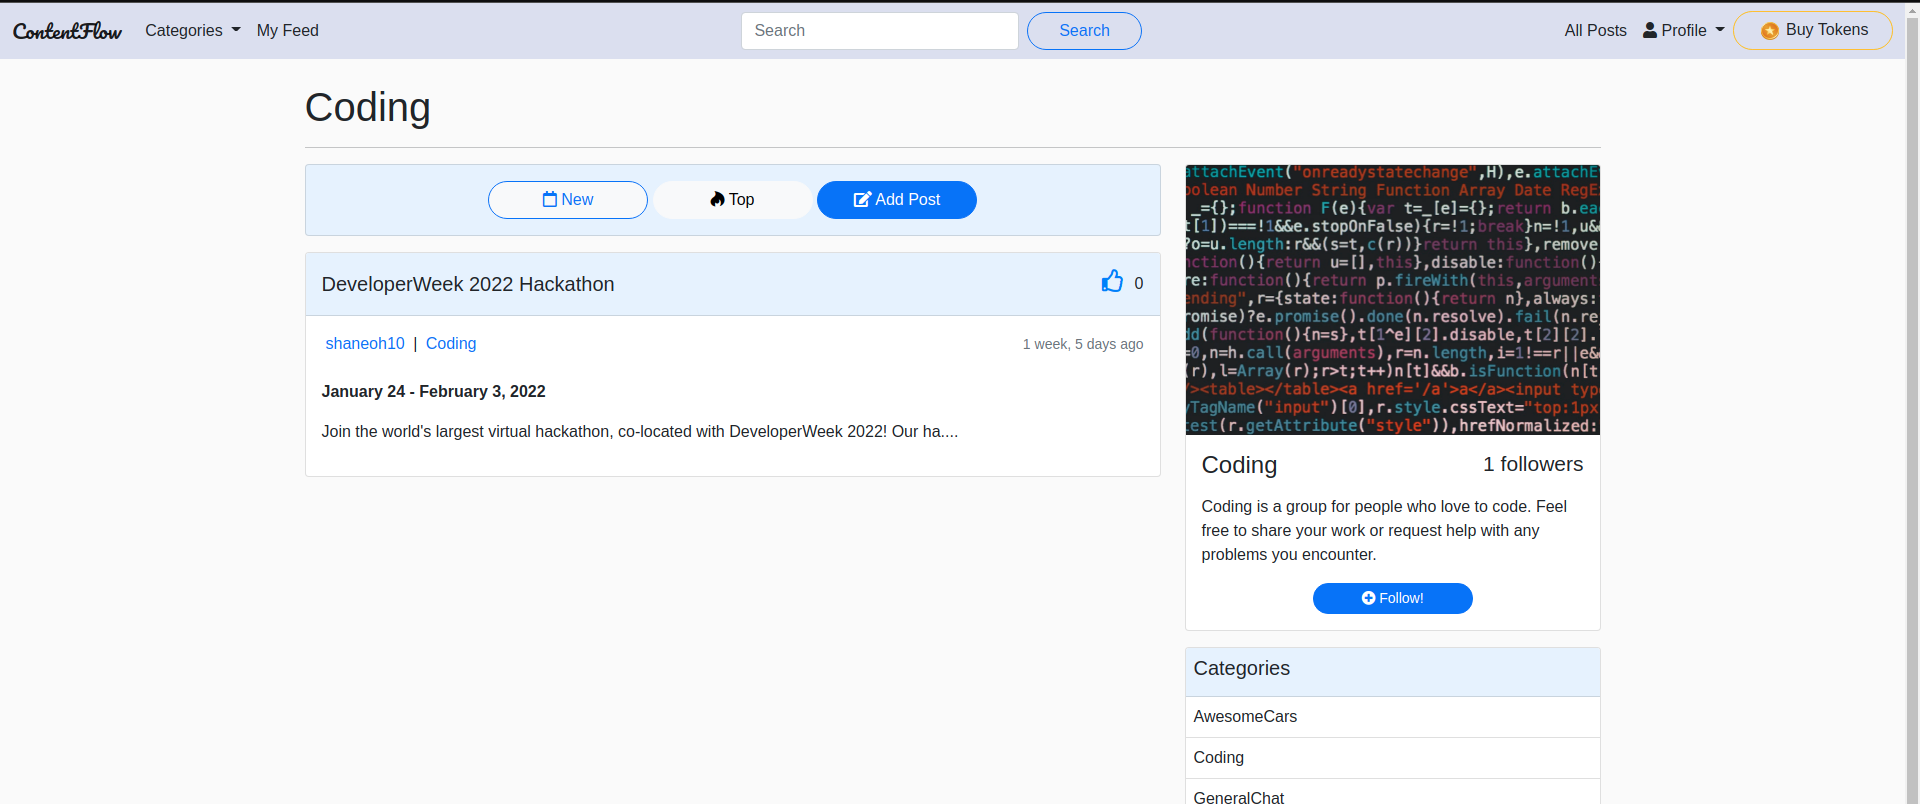 ContentFlow Categories My Feed Search Search All Posts Profile Buy Tokens
Coding
New Top Add Post
DeveloperWeek 2022 Hackathon 0
shaneoh10 | Coding 1 week, 5 days ago
January 24 - February 3, 2022
Join the world's largest virtual hackathon, co-located with DeveloperWeek 2022! Our ha....
attachEvent("onreadystatechange",H),e.attachE
oolean Number String Function Array Date RegE
_={};function F(e){var t=_[e]={};return b.ea
t[1])===!1&&e.stopOnFalse){r=!1;break}n=!1,u&
?o=u.length:r&&(s=t,c(r))}return this},remove
nction(){return u=[],this},disable:function()
re:function(){return p.fireWith(this,argument
ending",r={state:function(){return n},always:
romise)?e.promise().done(n.resolve).fail(n.re
dd(function(){n=s},t[1^e][2].disable,t[2][2].
=0,n=h.call(arguments),r=n.length,i=1!==r||e&
(r),l=Array(r);r>t;t++)n[t]&&b.isFunction(n[t
/><table></table><a href='/a'>a</a><input typ
yTagName("input")[0],r.style.cssText="top:1px
test(r.getAttribute("style")),hrefNormalized:
Coding 1 followers
Coding is a group for people who love to code. Feel
free to share your work or request help with any
problems you encounter.
Follow!
Categories
AwesomeCars
Coding
GeneralChat